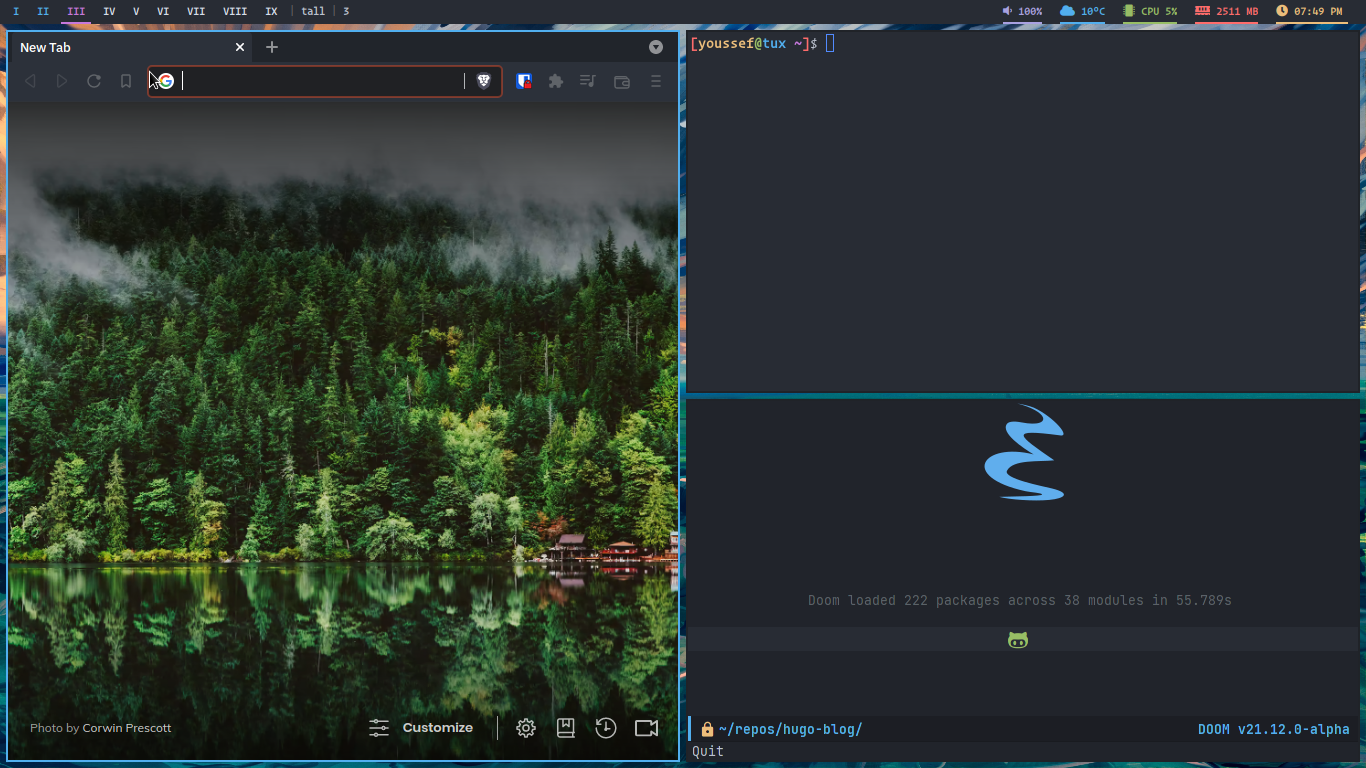 I II III IV V VI VII VIII IX | tall | 3
100% 10°C CPU 5% 2511 MB 07:49 PM
New Tab
Photo by Corwin Prescott
Customize
[youssef@tux ~]$
Doom loaded 222 packages across 38 modules in 55.789s
~/repos/hugo-blog/ DOOM v21.12.0-alpha
Quit